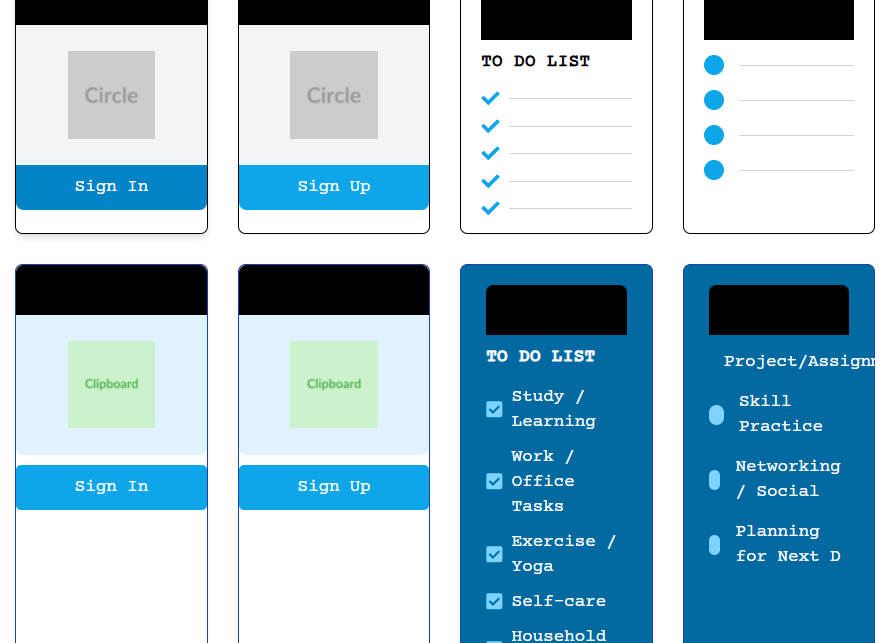 Circle
Circle
Sign In
Sign Up
TO DO LIST
Clipboard
Clipboard
Sign In
Sign Up
TO DO LIST
Study /
Learning
Work /
Office
Tasks
Exercise /
Yoga
Self-care
Household
Project/Assignm
Skill
Practice
Networking
/ Social
Planning
for Next D